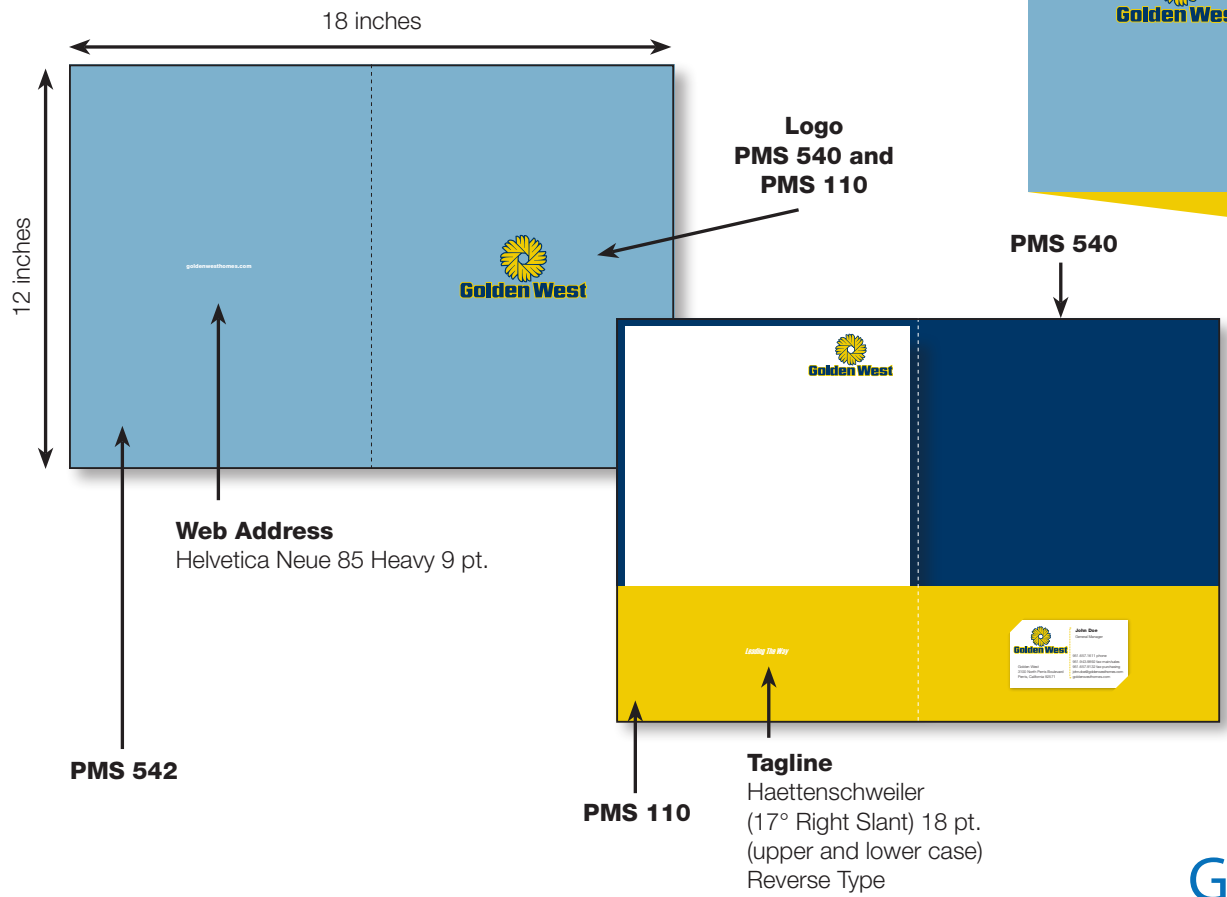 18 inches
12 inches
goldenwesthomes.com
Golden West
Logo
PMS 540 and
PMS 110
PMS 540
Golden West
Web Address
Helvetica Neue 85 Heavy 9 pt.
Leading The Way
Golden West
John Doe
General Manager
Golden West
PMS 542
PMS 110
Tagline
Haettenschweiler
(17° Right Slant) 18 pt.
(upper and lower case)
Reverse Type